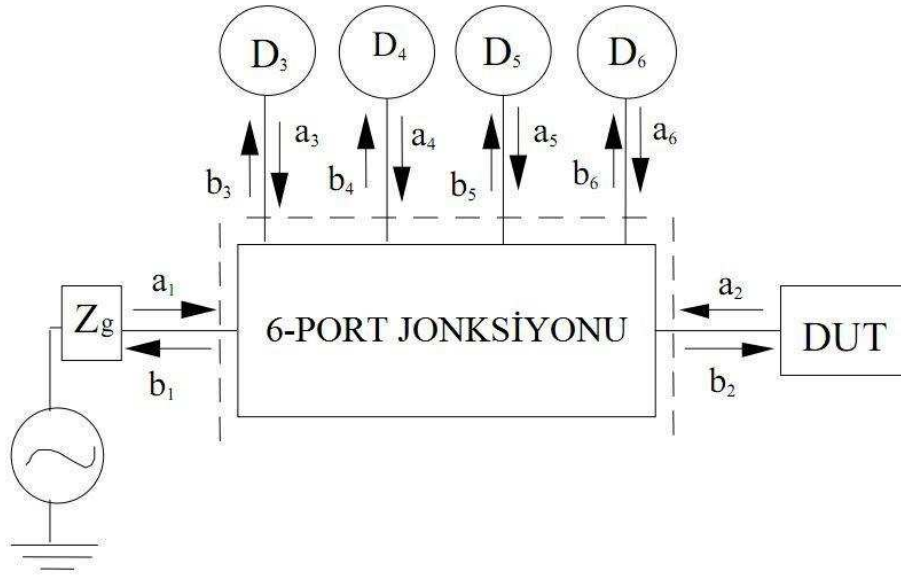 D₃ D₄ D₅ D₆
b₃ a₃ b₄ a₄ b₅ a₅ b₆ a₆
a₁ a₂
Zg 6-PORT JONKSİYONU DUT
b₁ b₂